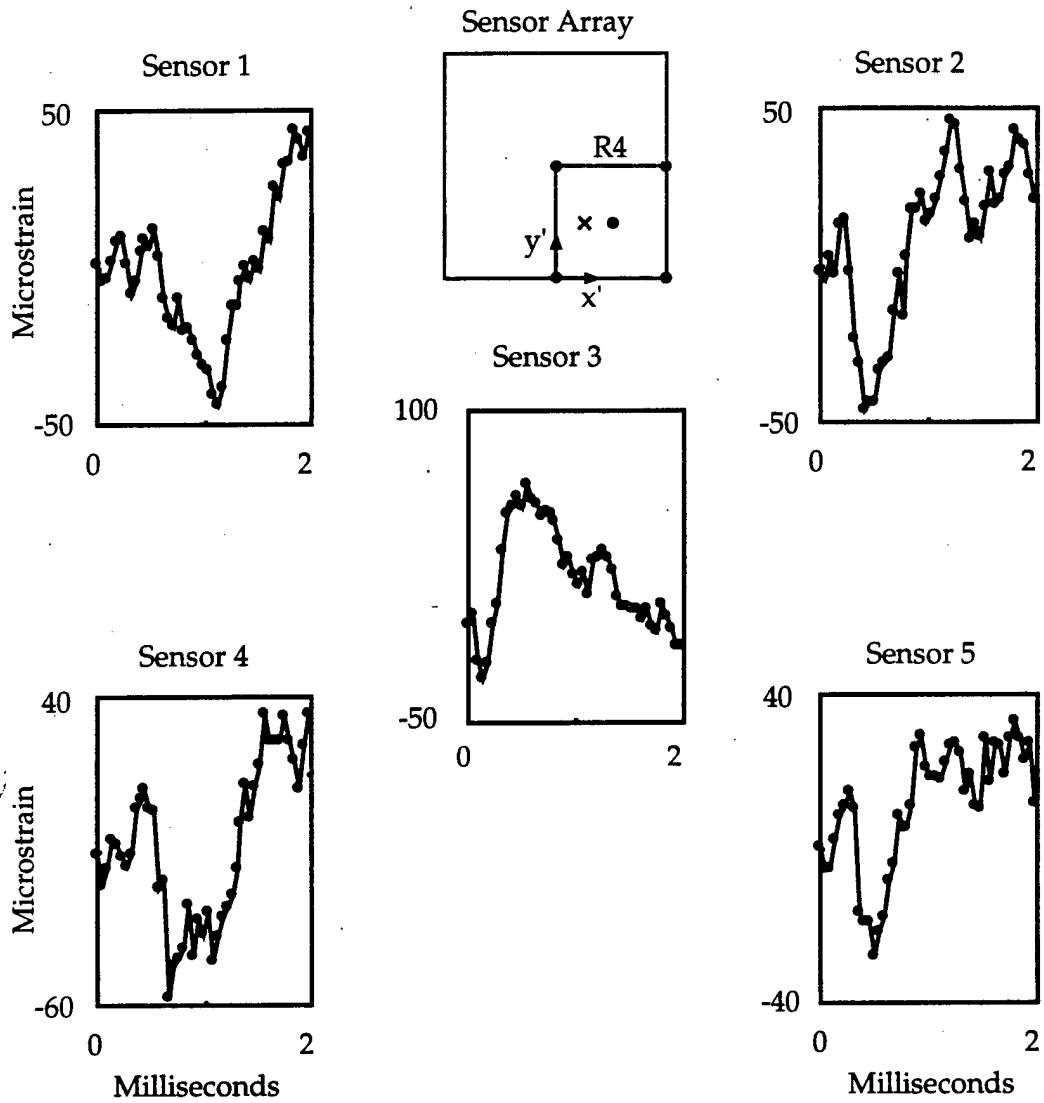 Sensor Array
Sensor 1
Sensor 2
50
50
R4
×
y'
x'
Microstrain
-50
-50
0
2
0
2
Sensor 3
100
-50
0
2
Sensor 4
Sensor 5
40
40
Microstrain
-60
-40
0
2
0
2
Milliseconds
Milliseconds